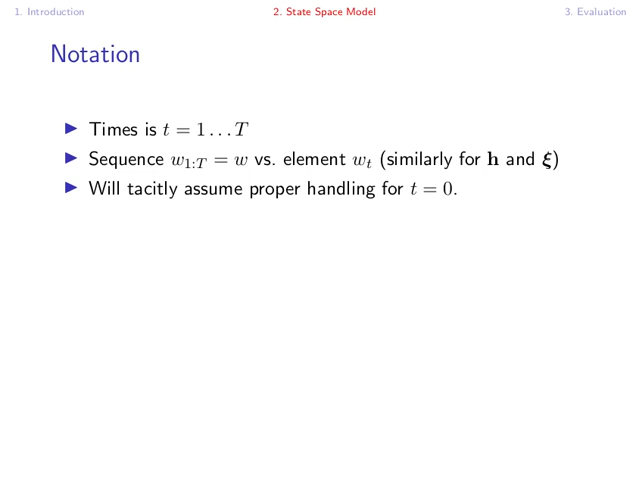 1. Introduction 2. State Space Model 3. Evaluation
Notation
▶ Times is t = 1 . . . T
▶ Sequence w₁:T = w vs. element wₜ (similarly for h and ξ)
▶ Will tacitly assume proper handling for t = 0.